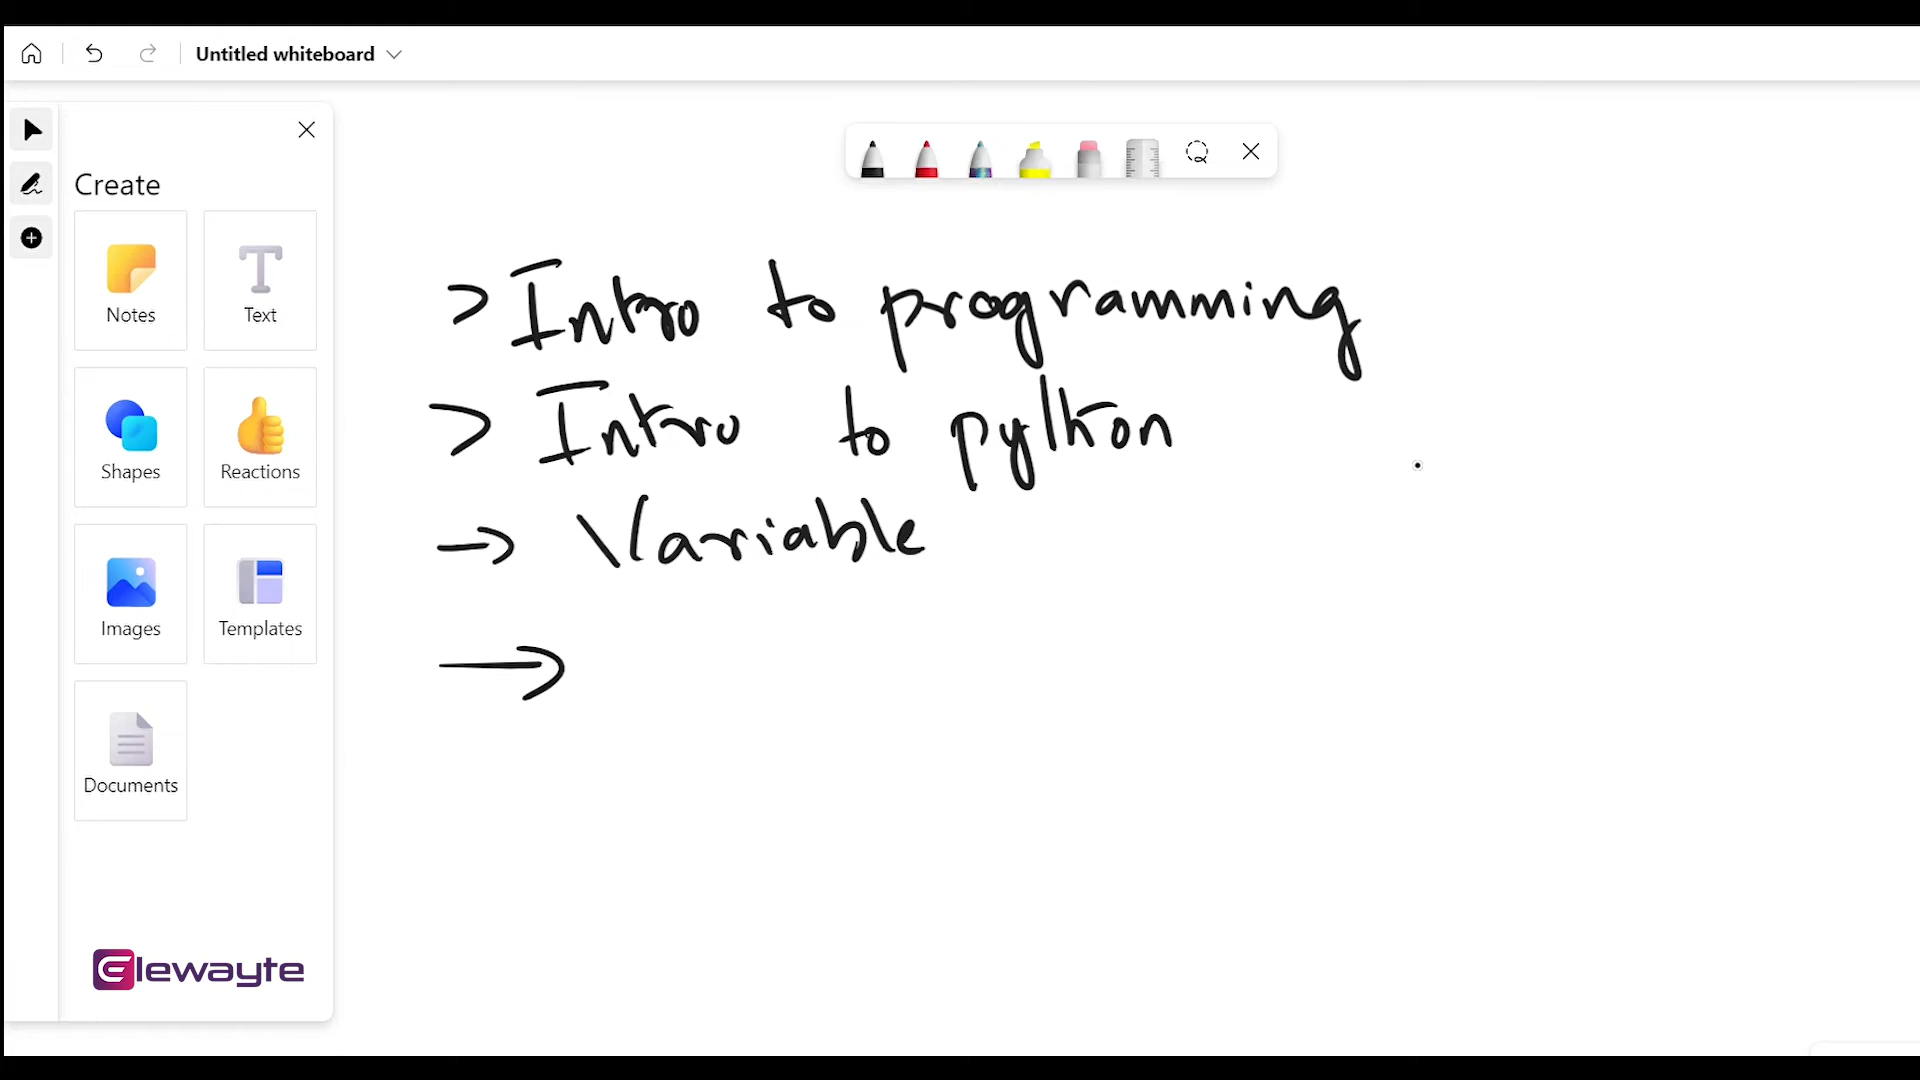 Untitled whiteboard
Create
Notes
Text
Shapes
Reactions
Images
Templates
Documents
Elewayte
> Intro to programming
> Intro to python
→ Variable
→